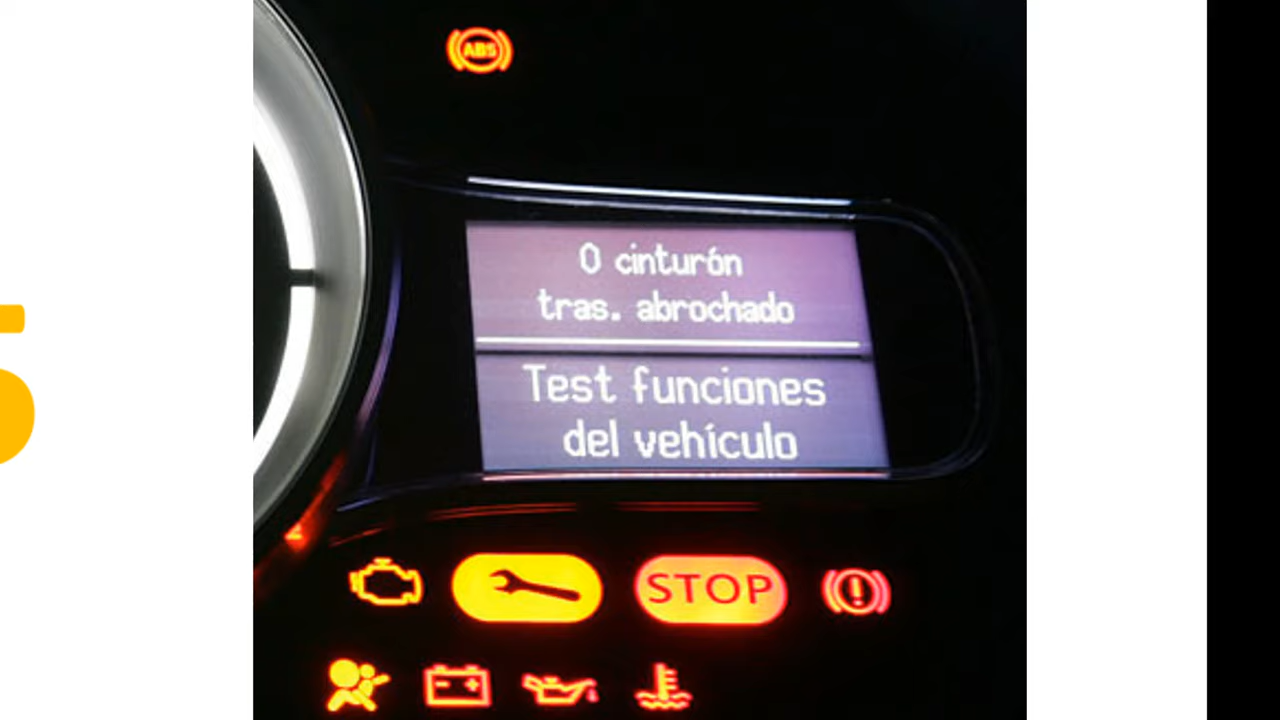 ABS
0 cinturón
tras. abrochado
Test funciones
del vehículo
STOP